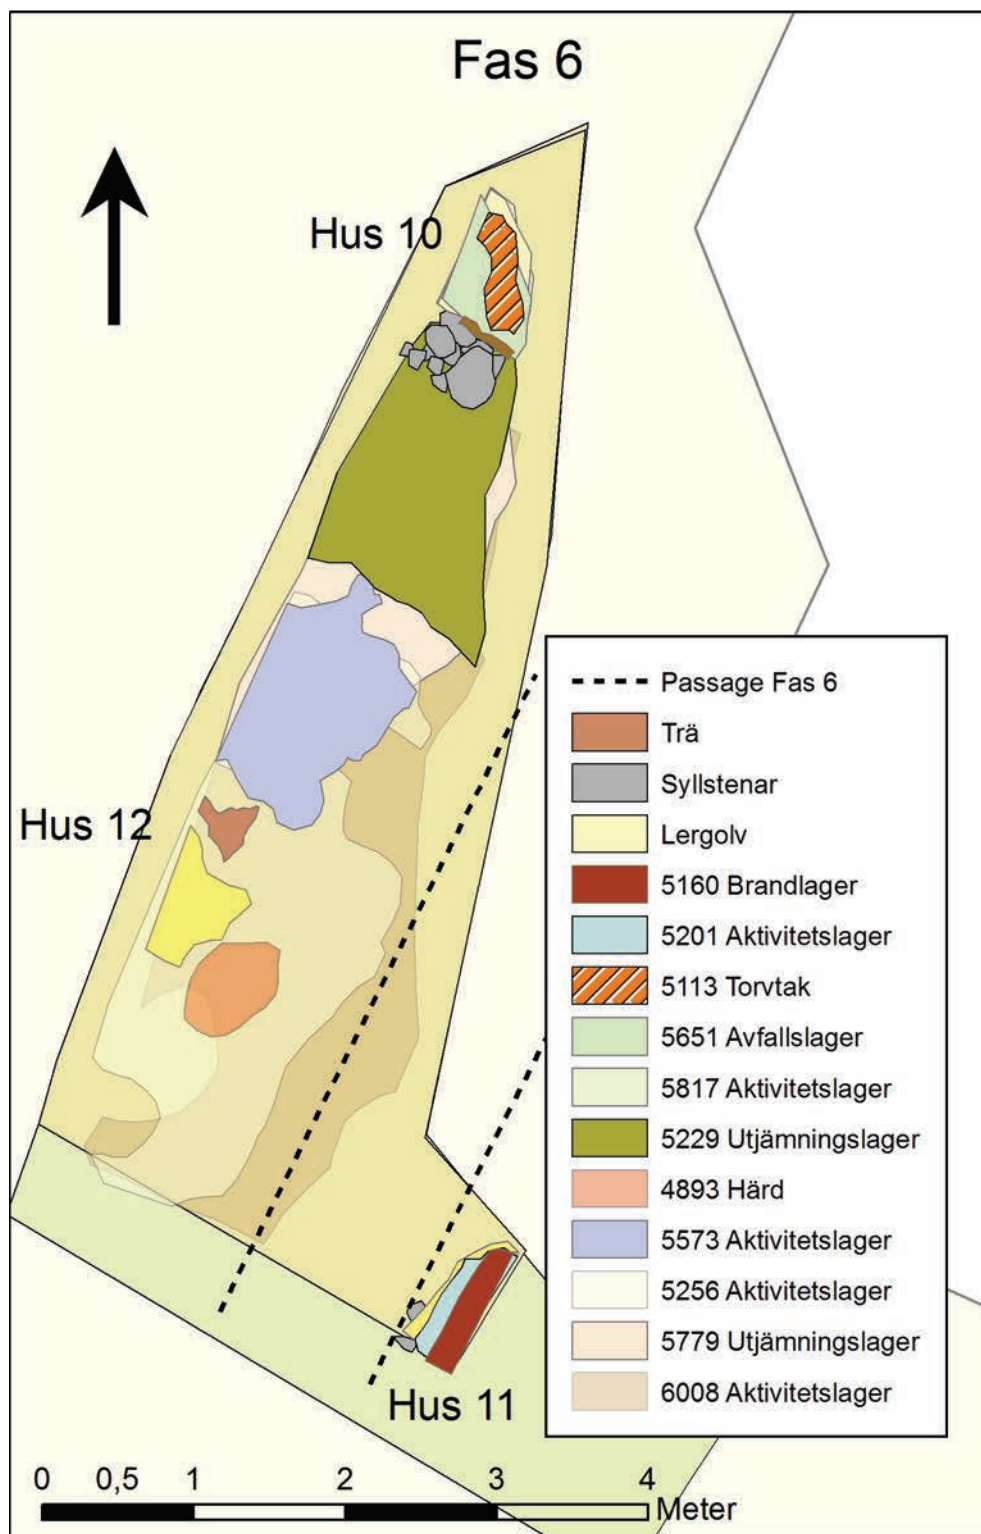 Fas 6
Hus 10
Passage Fas 6
Trä
Syllstenar
Lergolv
5160 Brandlager
5201 Aktivitetslager
5113 Torvtak
5651 Avfallslager
5817 Aktivitetslager
5229 Utjämningslager
4893 Härd
5573 Aktivitetslager
5256 Aktivitetslager
5779 Utjämningslager
6008 Aktivitetslager
Hus 12
Hus 11
0 0,5 1 2 3 4
Meter